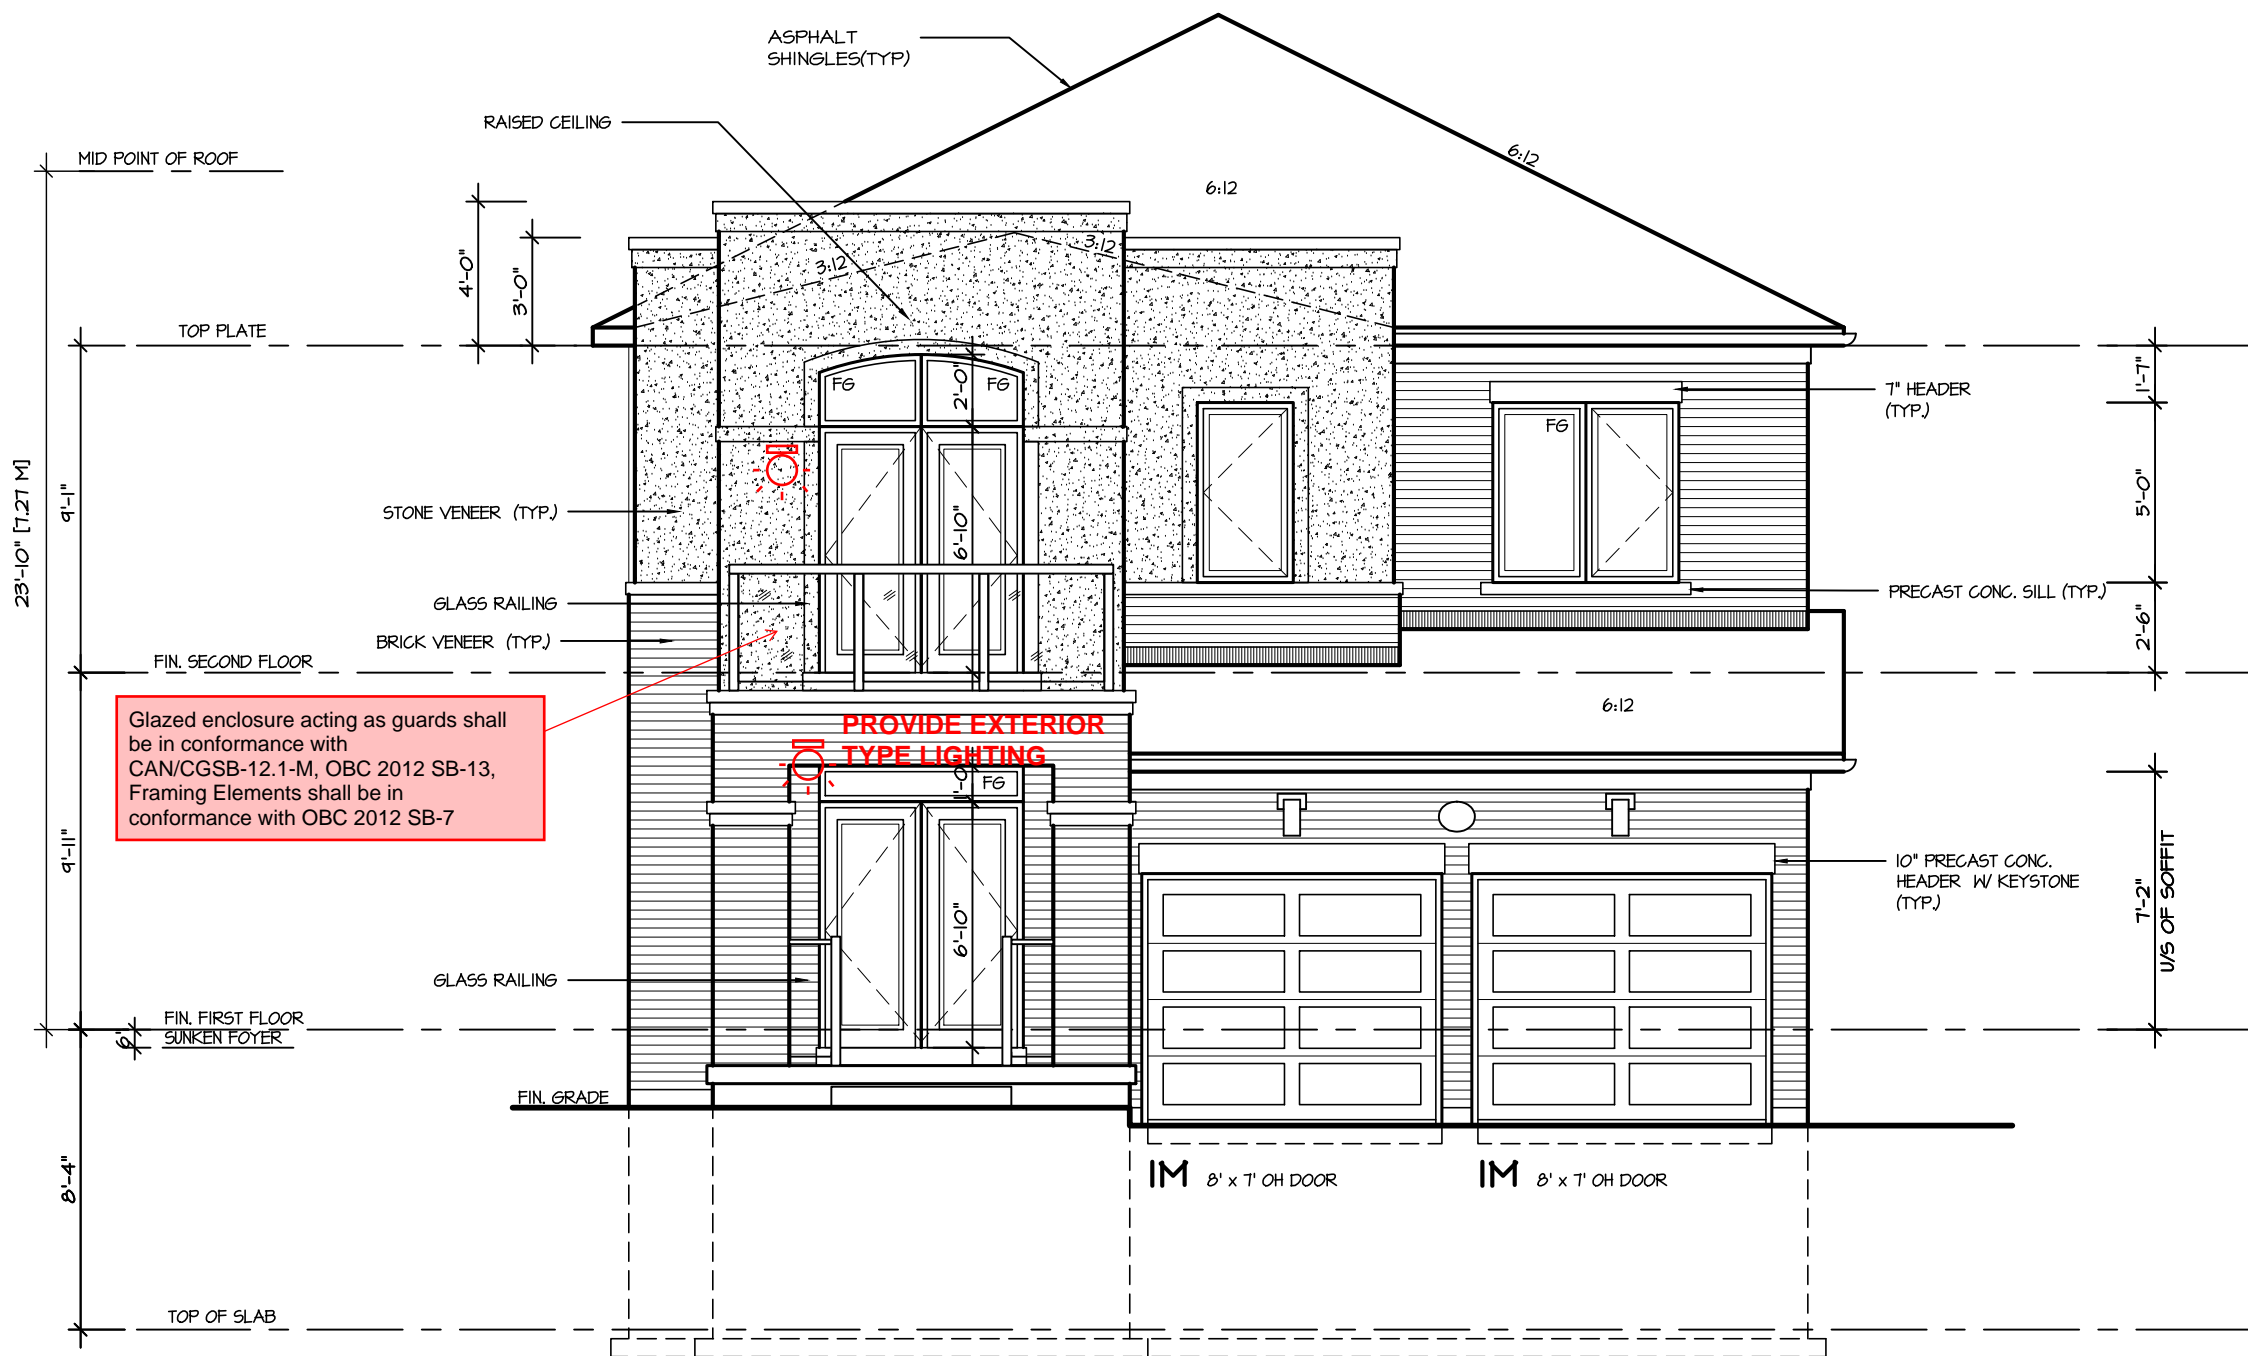 ASPHALT
SHINGLES(TYP)
RAISED CEILING
MID POINT OF ROOF
6:12
6:12
4'-0"
3'-0"
3:12
3:12
TOP PLATE
1'-7"
7" HEADER
(TYP.)
FG
FG
2'-0"
FG
23'-10" [7.27 M]
9'-1"
STONE VENEER (TYP.)
6'-10"
5'-0"
GLASS RAILING
PRECAST CONC. SILL (TYP.)
BRICK VENEER (TYP.)
2'-6"
FIN. SECOND FLOOR
6:12
Glazed enclosure acting as guards shall
be in conformance with
CAN/CGSB-12.1-M, OBC 2012 SB-13,
Framing Elements shall be in
conformance with OBC 2012 SB-7
PROVIDE EXTERIOR
TYPE LIGHTING
1'-0"
FG
9'-11"
10" PRECAST CONC.
HEADER W/ KEYSTONE
(TYP.)
7'-2"
U/S OF SOFFIT
6'-10"
GLASS RAILING
FIN. FIRST FLOOR
SUNKEN FOYER
6"
FIN. GRADE
8'-4"
1M 8' x 7' OH DOOR
1M 8' x 7' OH DOOR
TOP OF SLAB